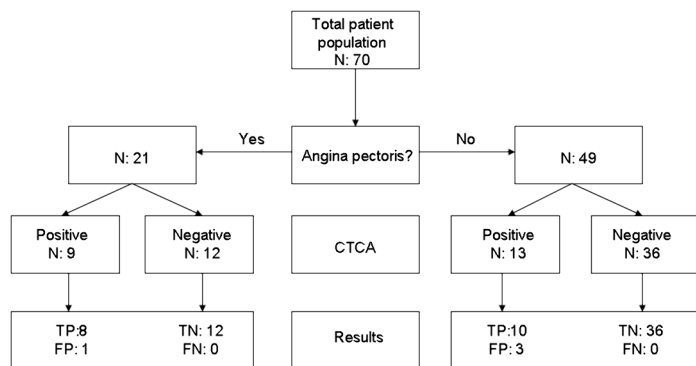 Total patient
population
N: 70
Yes
No
N: 21
Angina pectoris?
N: 49
Positive
N: 9
Negative
N: 12
CTCA
Positive
N: 13
Negative
N: 36
TP:8
FP: 1
TN: 12
FN: 0
Results
TP:10
FP: 3
TN: 36
FN: 0